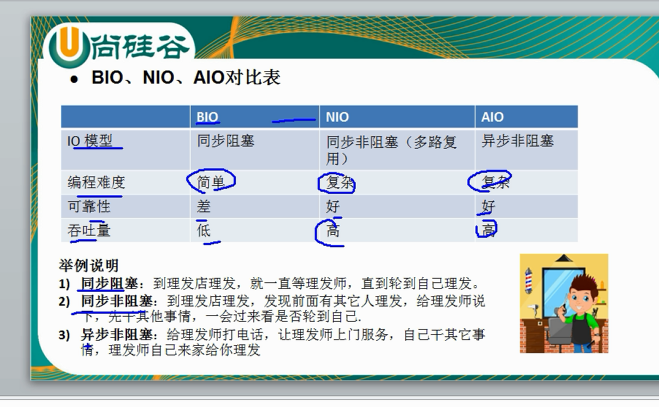 尚硅谷
● BIO、NIO、AIO对比表
BIO NIO AIO
IO 模型 同步阻塞 同步非阻塞（多路复用） 异步非阻塞
编程难度 简单 复杂 复杂
可靠性 差 好 好
吞吐量 低 高 高
举例说明
1) 同步阻塞：到理发店理发，就一直等理发师，直到轮到自己理发。
2) 同步非阻塞：到理发店理发，发现前面有其它人理发，给理发师说
下，先干其他事情，一会过来看是否轮到自己.
3) 异步非阻塞：给理发师打电话，让理发师上门服务，自己干其它事
情，理发师自己来家给你理发